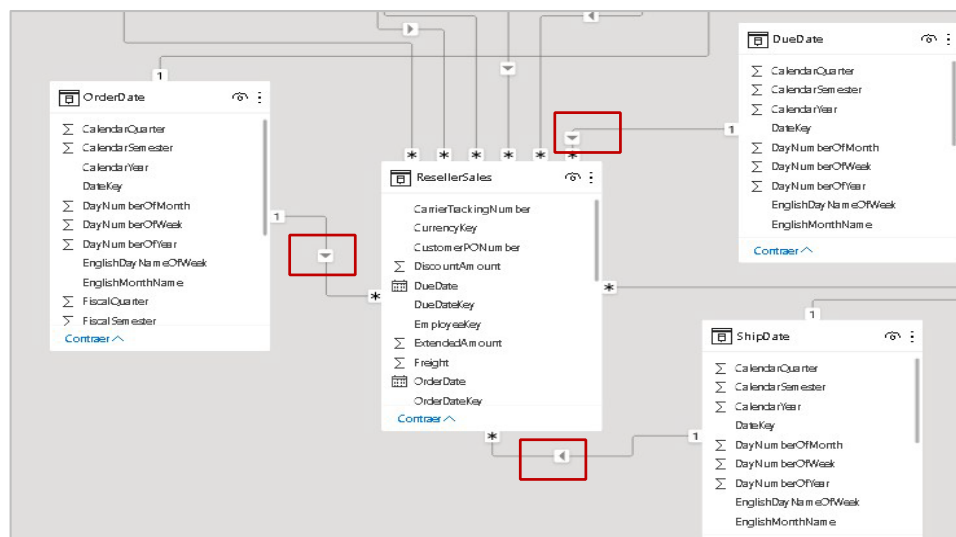 1
OrderDate
CalendarQuarter
CalendarSemester
CalendarYear
DateKey
DayNumberOfMonth
DayNumberOfWeek
DayNumberOfYear
EnglishDayNameOfWeek
EnglishMonthName
FiscalQuarter
FiscalSemester
Contraer
1
*
* * * * * *
ResellerSales
CarrierTrackingNumber
CurrencyKey
CustomerPONumber
DiscountAmount
DueDate
DueDateKey
EmployeeKey
ExtendedAmount
Freight
OrderDate
OrderDateKey
Contraer
*
*
1
DueDate
CalendarQuarter
CalendarSemester
CalendarYear
DateKey
DayNumberOfMonth
DayNumberOfWeek
DayNumberOfYear
EnglishDayNameOfWeek
EnglishMonthName
Contraer
1
1
ShipDate
CalendarQuarter
CalendarSemester
CalendarYear
DateKey
DayNumberOfMonth
DayNumberOfWeek
DayNumberOfYear
EnglishDayNameOfWeek
EnglishMonthName